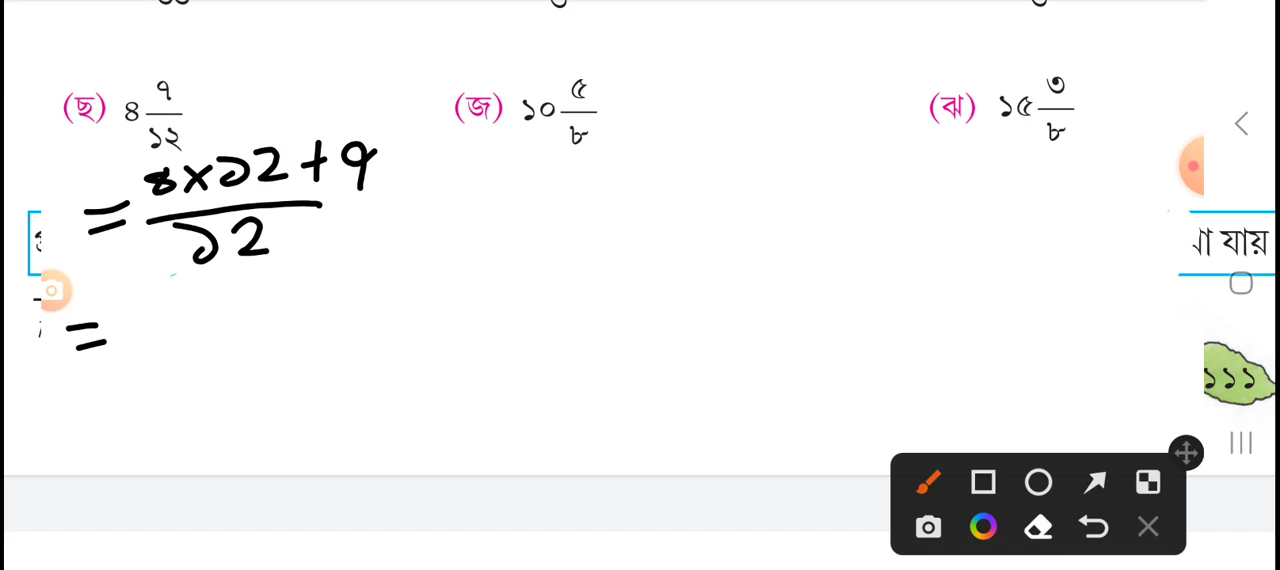 (ছ) ৪ ৭/১২ (জ) ১০ ৫/৮ (ঝ) ১৫ ৩/৮
= ৪×১২+৭
১২
যায়
=
১১১